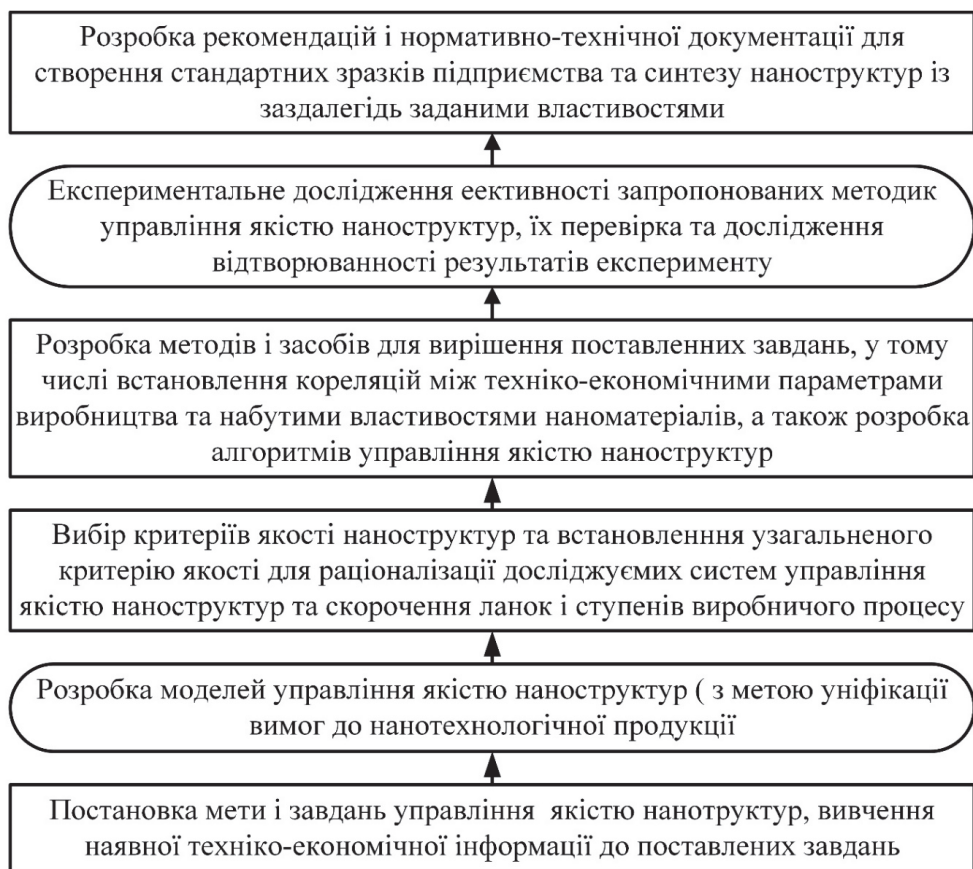 Розробка рекомендацій і нормативно-технічної документації для
створення стандартних зразків підприємства та синтезу наноструктур із
заздалегідь заданими властивостями
Експериментальне дослідження еективності запропонованих методик
управління якістю наноструктур, їх перевірка та дослідження
відтворюванності результатів експерименту
Розробка методів і засобів для вирішення поставленних завдань, у тому
числі встановлення кореляцій між техніко-економічними параметрами
виробництва та набутими властивостями наноматеріалів, а також розробка
алгоритмів управління якістю наноструктур
Вибір критеріїв якості наноструктур та встановленння узагальненого
критерію якості для раціоналізації досліджуемих систем управління
якістю наноструктур та скорочення ланок і ступенів виробничого процесу
Розробка моделей управління якістю наноструктур ( з метою уніфікації
вимог до нанотехнологічної продукції
Постановка мети і завдань управління якістю нанотруктур, вивчення
наявної техніко-економічної інформації до поставлених завдань